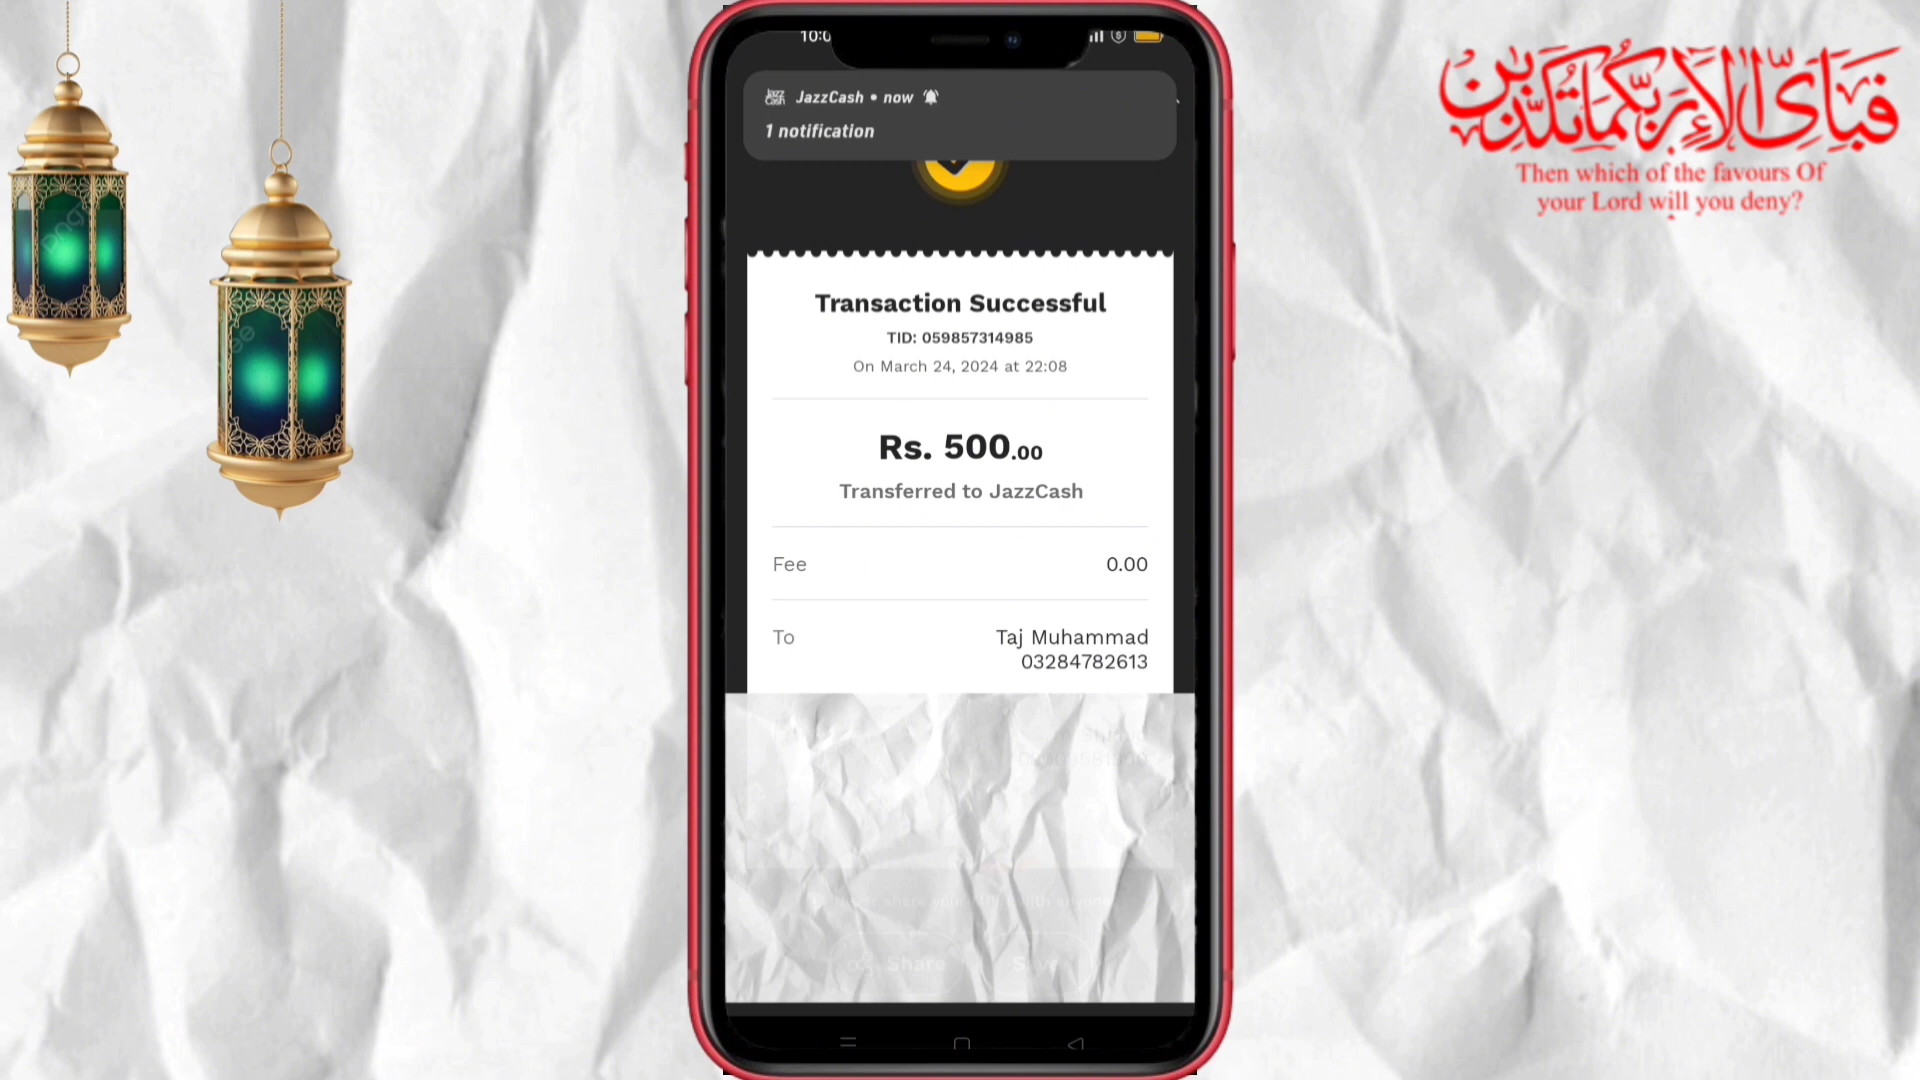 10:0
JazzCash • now
1 notification
Transaction Successful
TID: 059857314985
On March 24, 2024 at 22:08
Rs. 500.00
Transferred to JazzCash
Fee 0.00
To Taj Muhammad
03284782613
Share
Save
فَبِأَيِّ آلَاءِ رَبِّكُمَا تُكَذِّبَانِ
Then which of the favours Of
your Lord will you deny?